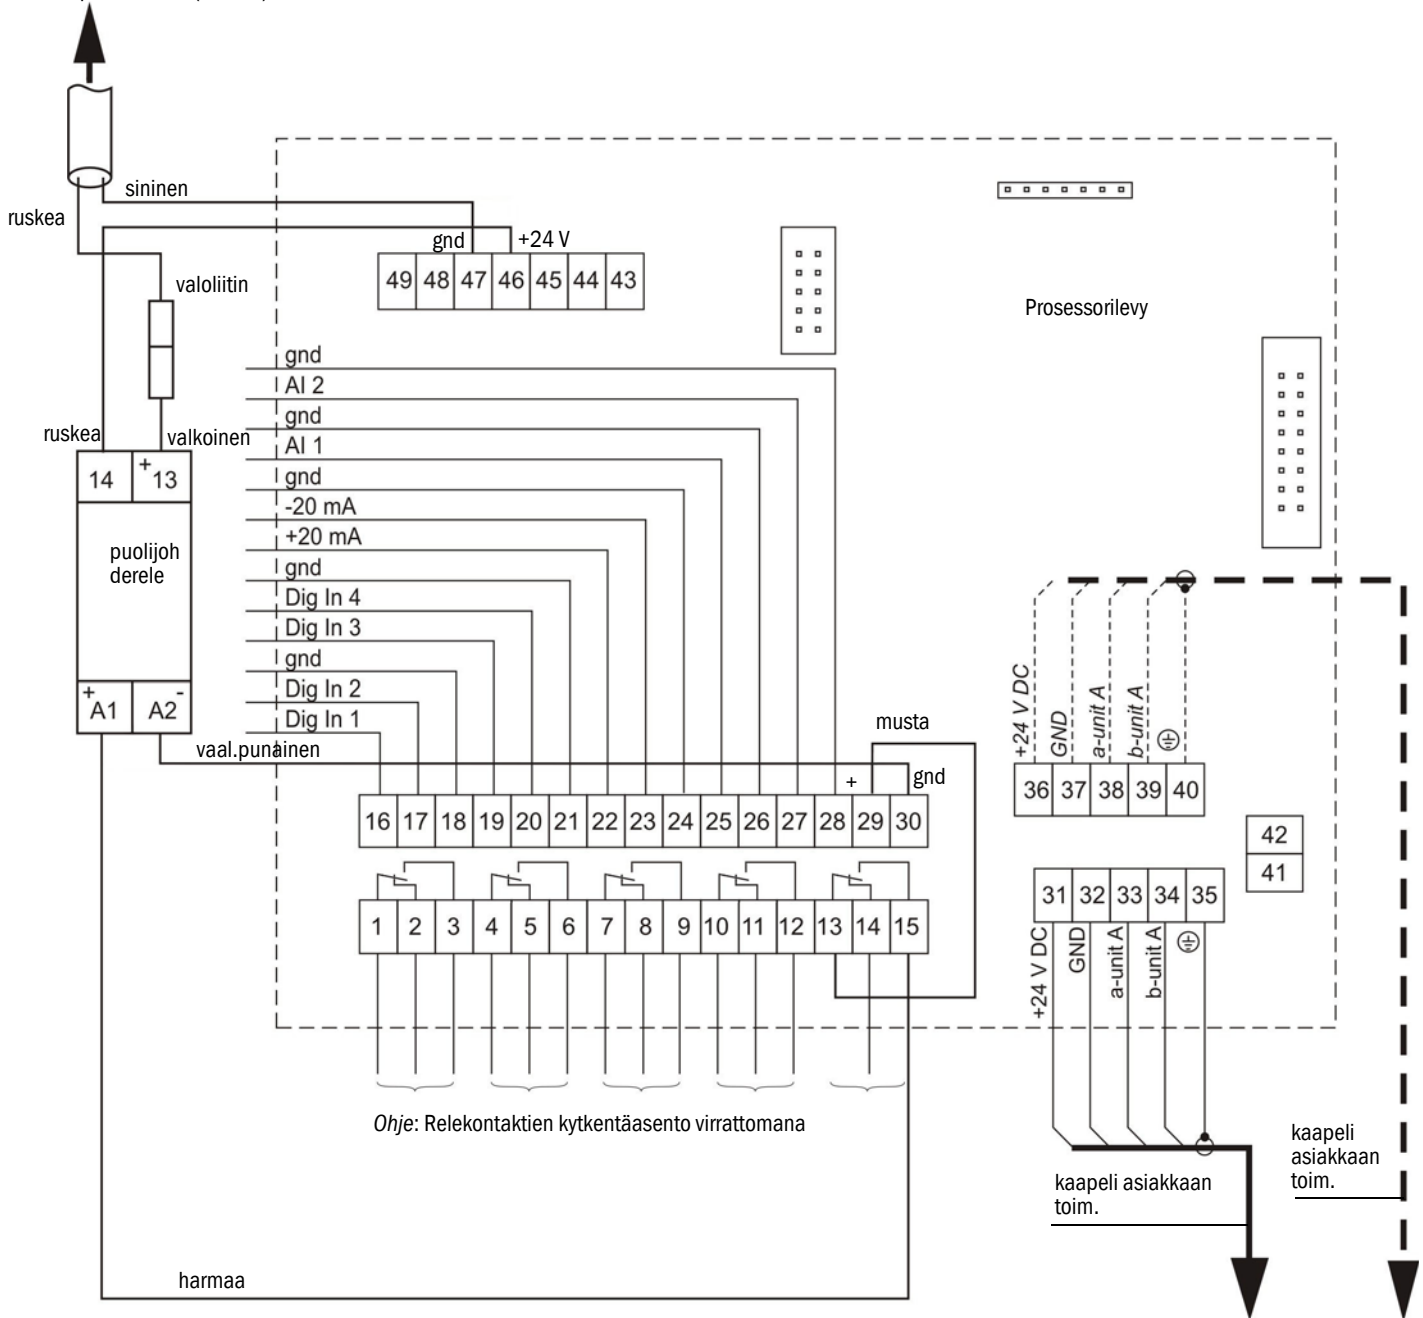 sininen
ruskea
gnd +24 V
49 48 47 46 45 44 43
valoliitin
Prosessorilevy
gnd
AI 2
gnd
AI 1
gnd
-20 mA
+20 mA
gnd
Dig In 4
Dig In 3
gnd
Dig In 2
Dig In 1
ruskea
valkoinen
14 + 13
puolijoh
derele
+ A1 A2 -
vaal.punainen
musta
+ gnd
16 17 18 19 20 21 22 23 24 25 26 27 28 29 30
1 2 3 4 5 6 7 8 9 10 11 12 13 14 15
+24 V DC
GND
a-unit A
b-unit A
36 37 38 39 40
42
41
31 32 33 34 35
+24 V DC
GND
a-unit A
b-unit A
Ohje: Relekontaktien kytkentäasento virrattomana
kaapeli asiakkaan
toim.
kaapeli
asiakkaan
toim.
harmaa